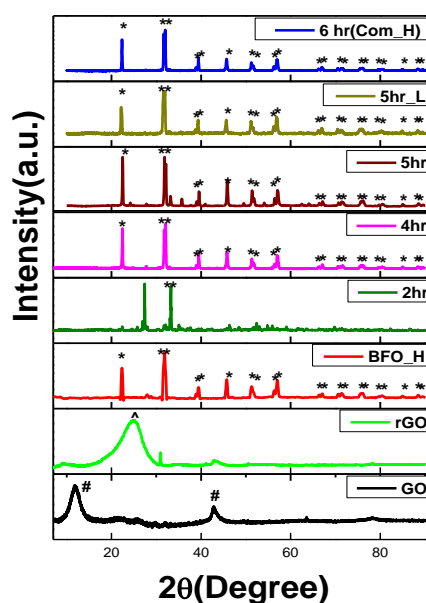 Intensity(a.u.)
6 hr(Com_H)
* ** ** * ** ** ** ** ** * **
5hr_L
* ** ** * ** ** ** ** ** * **
5hr
* ** ** * ** ** ** ** ** * **
4hr
* ** ** * ** ** ** ** ** * **
2hr
**
BFO_H
* ** ** * ** ** ** ** ** * **
rGO
^
GO
# #
20 40 60 80
2θ(Degree)